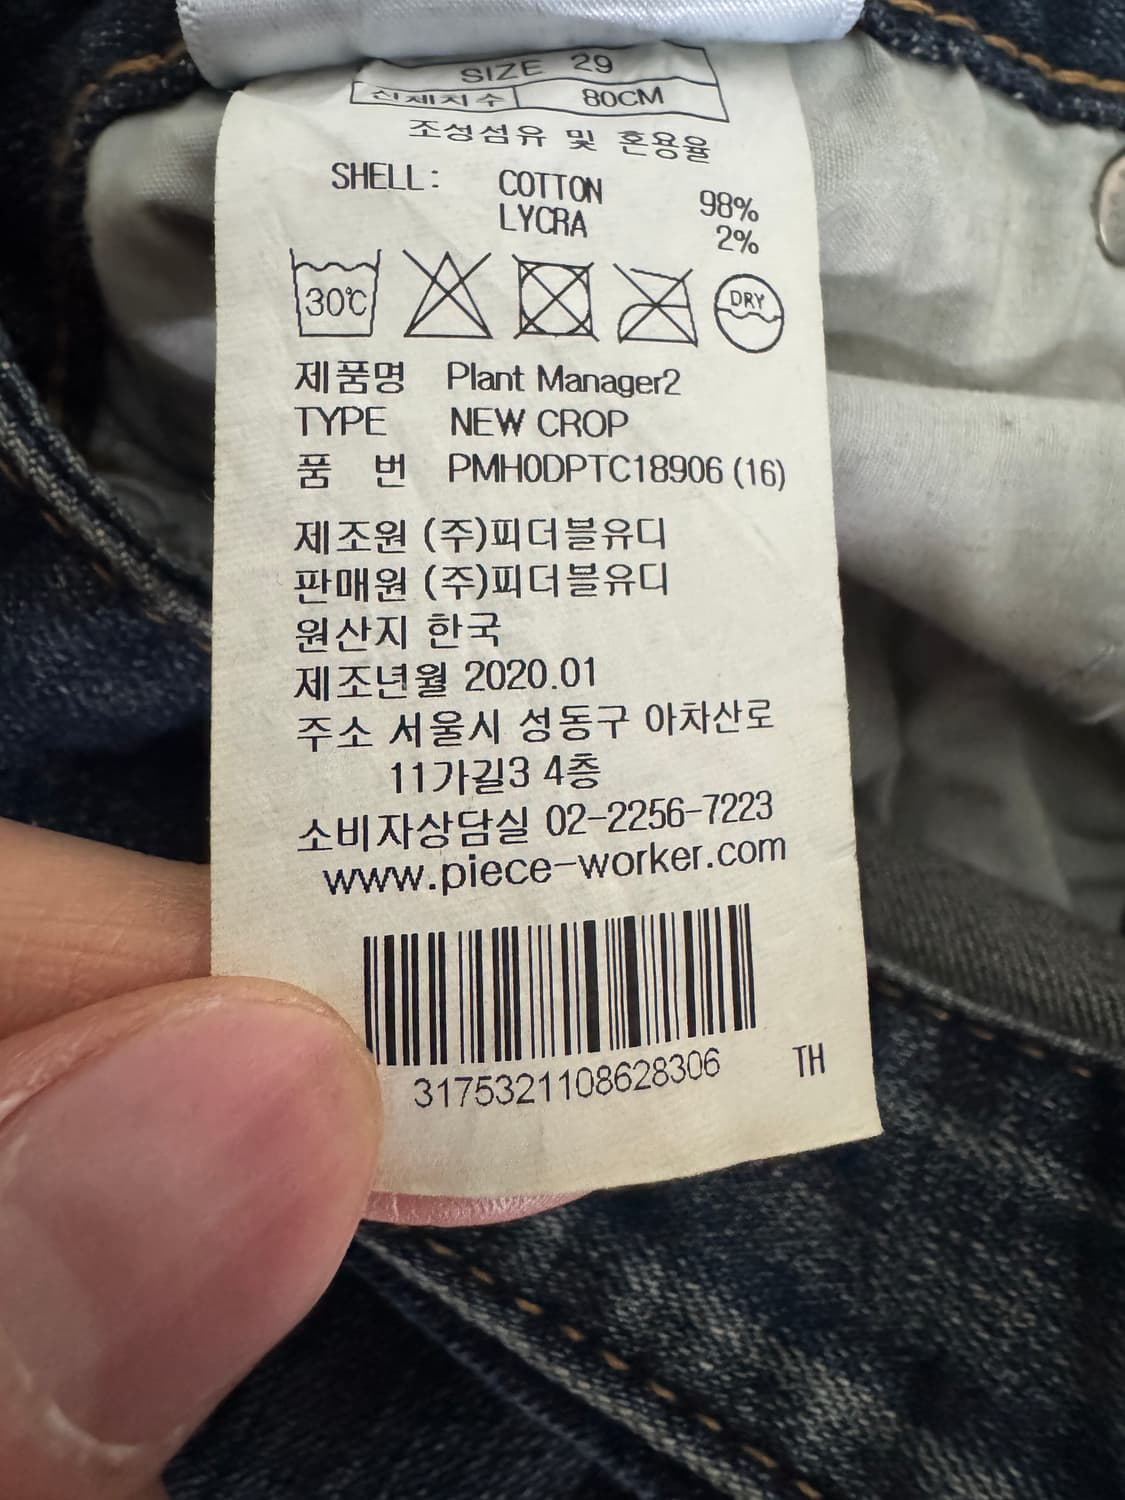 SIZE 29
신체치수 80CM
조성섬유 및 혼용율
SHELL: COTTON 98%
LYCRA 2%
30℃ DRY
제품명 Plant Manager2
TYPE NEW CROP
품 번 PMH0DPTC18906 (16)
제조원 (주)피더블유디
판매원 (주)피더블유디
원산지 한국
제조년월 2020.01
주소 서울시 성동구 아차산로
11가길3 4층
소비자상담실 02-2256-7223
www.piece-worker.com
3175321108628306
TH